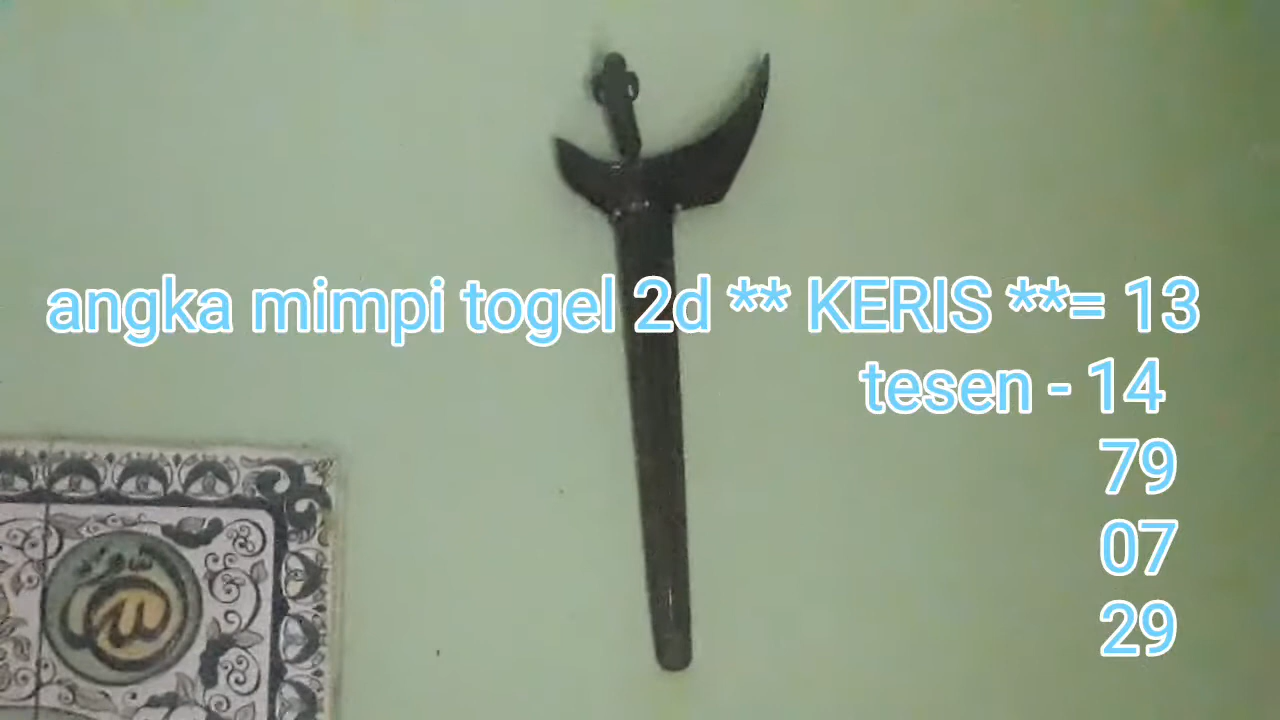 angka mimpi togel 2d ** KERIS **= 13
tesen - 14
79
07
29